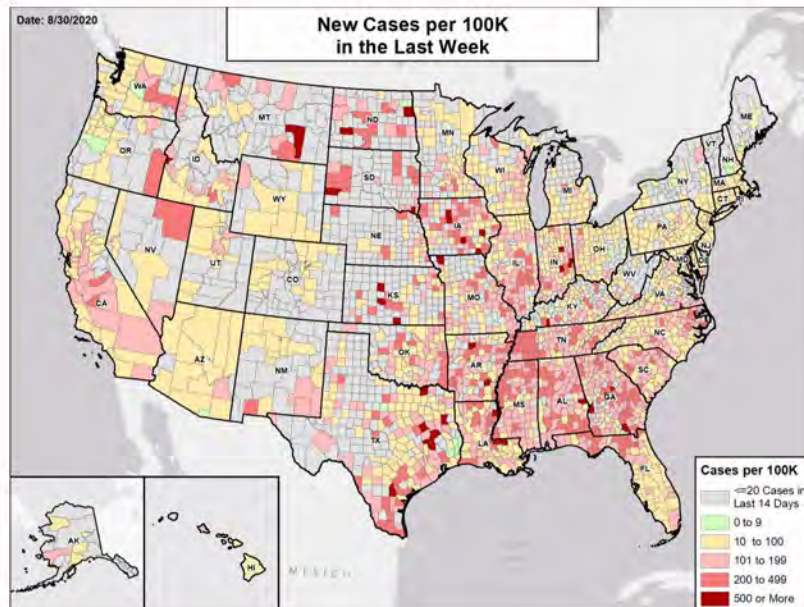 Date: 8/30/2020
New Cases per 100K
in the Last Week
WA
MT
ND
MN
ME
OR
ID
SD
WI
VT
NH
NY
MA
CT
RI
WY
MI
IA
NE
PA
NJ
NV
UT
CO
IL
IN
OH
MD
DE
WV
VA
CA
KS
MO
KY
NC
TN
AZ
NM
OK
AR
SC
MS
AL
GA
TX
LA
FL
AK
HI
MEXICO
Cases per 100K
<=20 Cases in
Last 14 Days
0 to 9
10 to 100
101 to 199
200 to 499
500 or More